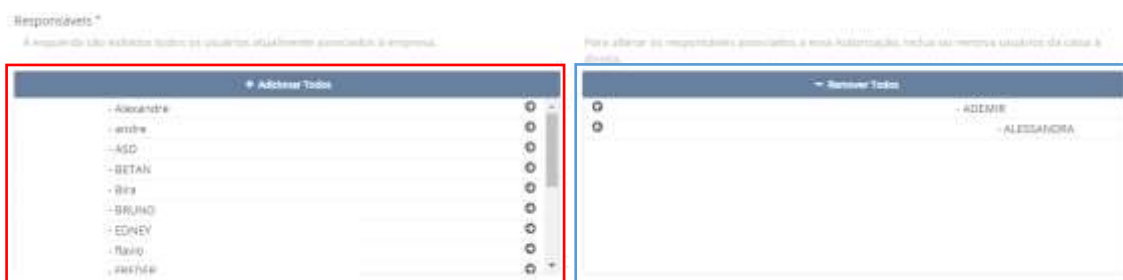 Responsáveis *
À esquerda são exibidos todos os usuários atualmente associados à empresa.
Para alterar os responsáveis associados a essa Autorização, inclua ou remova usuários da caixa à
direita.
+ Adicionar Todos
- Alexandre
- andre
- ASD
- BETAN
- Bira
- BRUNO
- EDNEY
- flavio
− Remover Todos
- ADEMIR
- ALESSANDRA